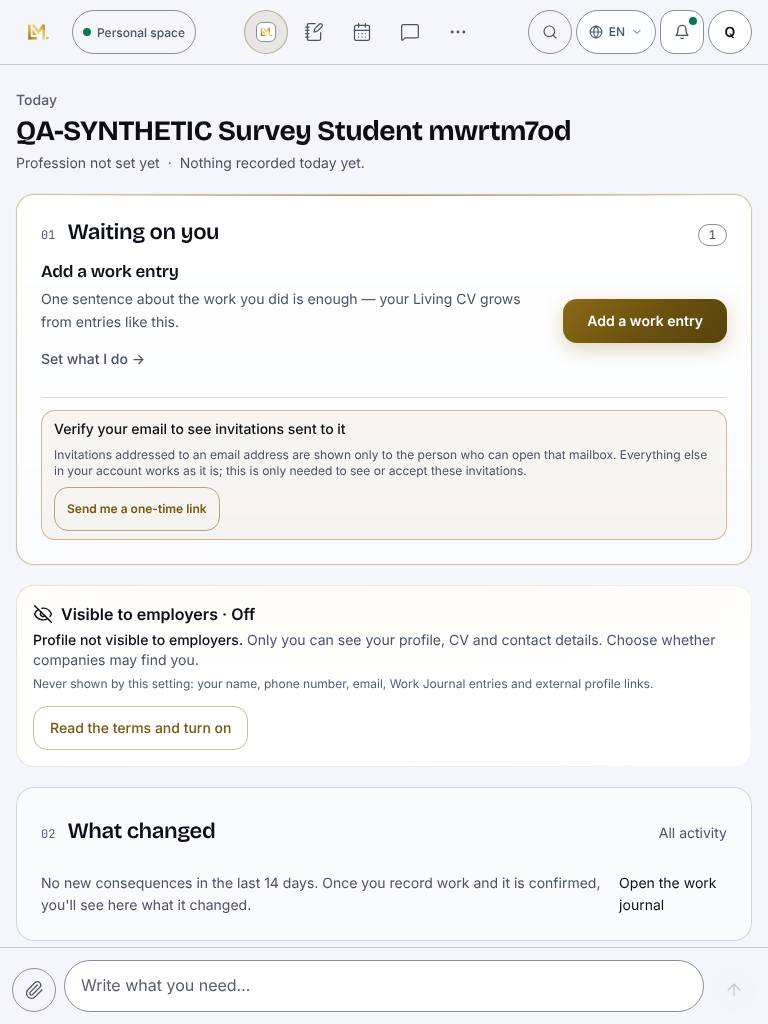 LM.
Personal space
LM.
EN
Q
Today
QA-SYNTHETIC Survey Student mwrtm7od
Profession not set yet · Nothing recorded today yet.
01 Waiting on you
1
Add a work entry
One sentence about the work you did is enough — your Living CV grows
from entries like this.
Add a work entry
Set what I do →
Verify your email to see invitations sent to it
Invitations addressed to an email address are shown only to the person who can open that mailbox. Everything else
in your account works as it is; this is only needed to see or accept these invitations.
Send me a one-time link
Visible to employers · Off
Profile not visible to employers. Only you can see your profile, CV and contact details. Choose whether
companies may find you.
Never shown by this setting: your name, phone number, email, Work Journal entries and external profile links.
Read the terms and turn on
02 What changed
All activity
No new consequences in the last 14 days. Once you record work and it is confirmed,
you'll see here what it changed.
Open the work
journal
Write what you need...